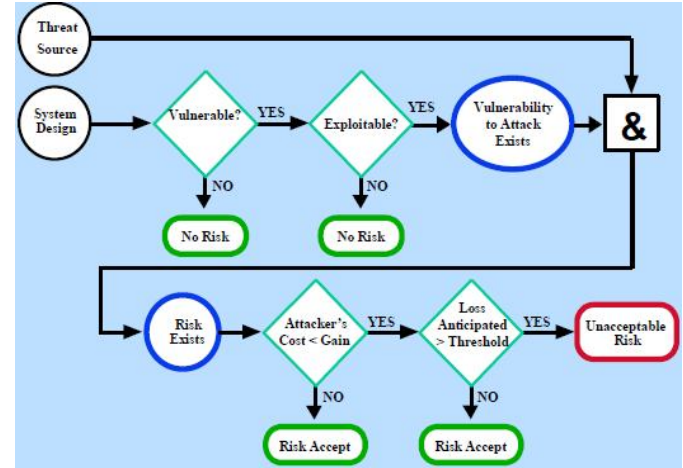 Threat
Source
System
Design
Vulnerable?
YES
Exploitable?
YES
Vulnerability
to Attack
Exists
&
NO
NO
No Risk
No Risk
Risk
Exists
Attacker's
Cost < Gain
YES
Loss
Anticipated
> Threshold
YES
Unacceptable
Risk
NO
NO
Risk Accept
Risk Accept